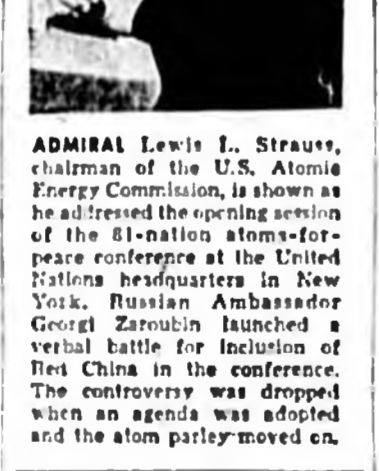 ADMIRAL Lewis L. Strauss,
chairman of the U.S. Atomic
Energy Commission, is shown as
he addressed the opening session
of the 81-nation atoms-for-
peace conference at the United
Nations headquarters in New
York. Russian Ambassador
Georgi Zaroubin launched a
verbal battle for inclusion of
Red China in the conference.
The controversy was dropped
when an agenda was adopted
and the atom parley moved on.